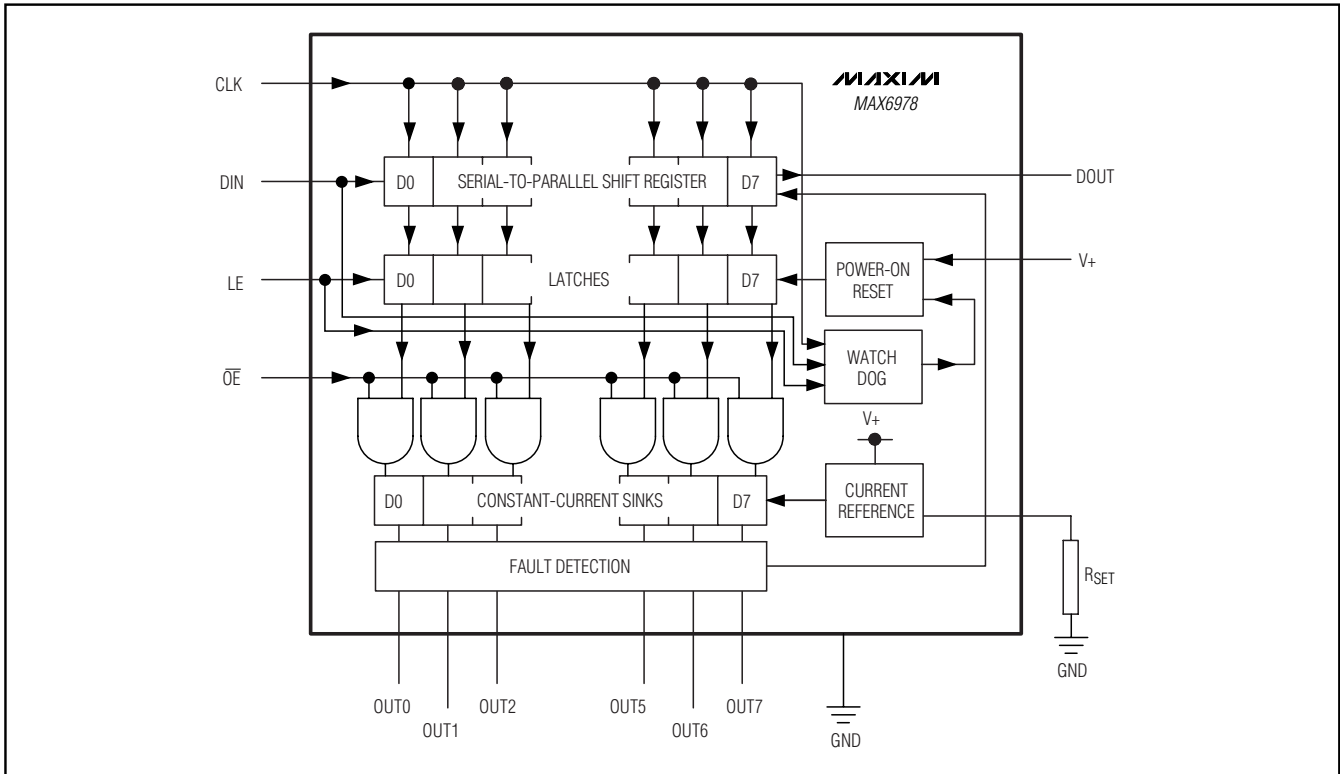 MAXIM
MAX6978
CLK
DIN
D0
SERIAL-TO-PARALLEL SHIFT REGISTER
D7
DOUT
LE
D0
LATCHES
D7
POWER-ON
RESET
V+
WATCH
DOG
OE
V+
D0
CONSTANT-CURRENT SINKS
D7
CURRENT
REFERENCE
FAULT DETECTION
RSET
GND
OUT0
OUT1
OUT2
OUT5
OUT6
OUT7
GND